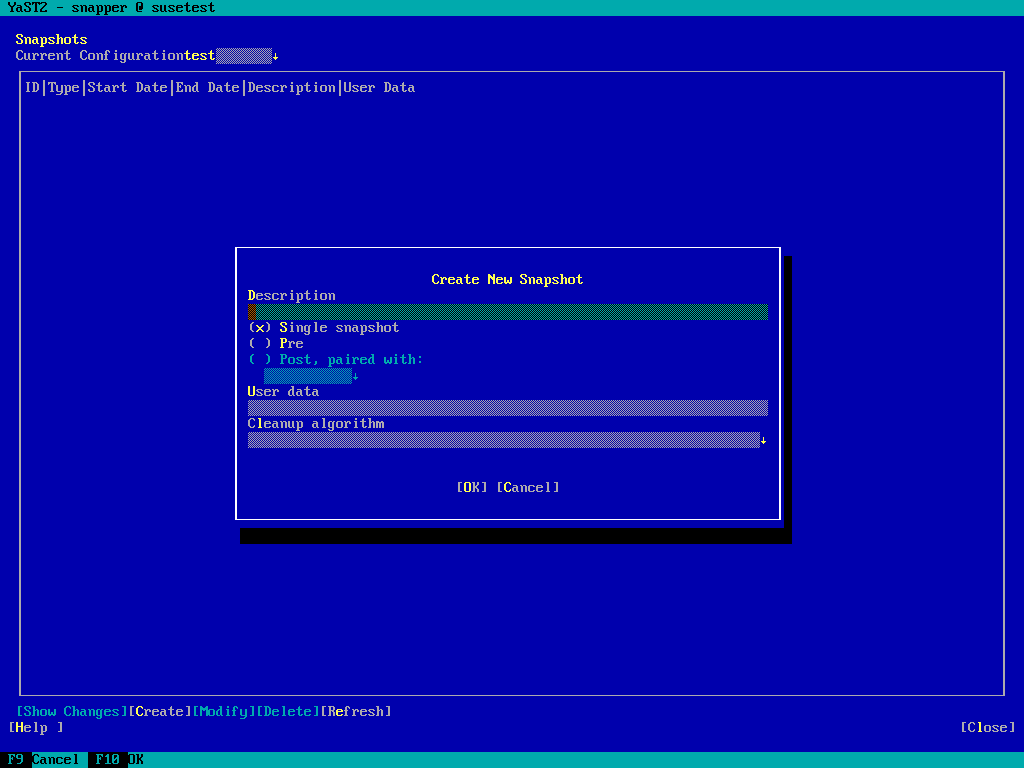 YaST2 - snapper @ susetest
Snapshots
Current Configurationtest↓
ID|Type|Start Date|End Date|Description|User Data
Create New Snapshot
Description
(x) Single snapshot
( ) Pre
( ) Post, paired with:
↓
User data
Cleanup algorithm
↓
[OK] [Cancel]
[Show Changes][Create][Modify][Delete][Refresh]
[Help ] [Close]
F9 Cancel F10 OK